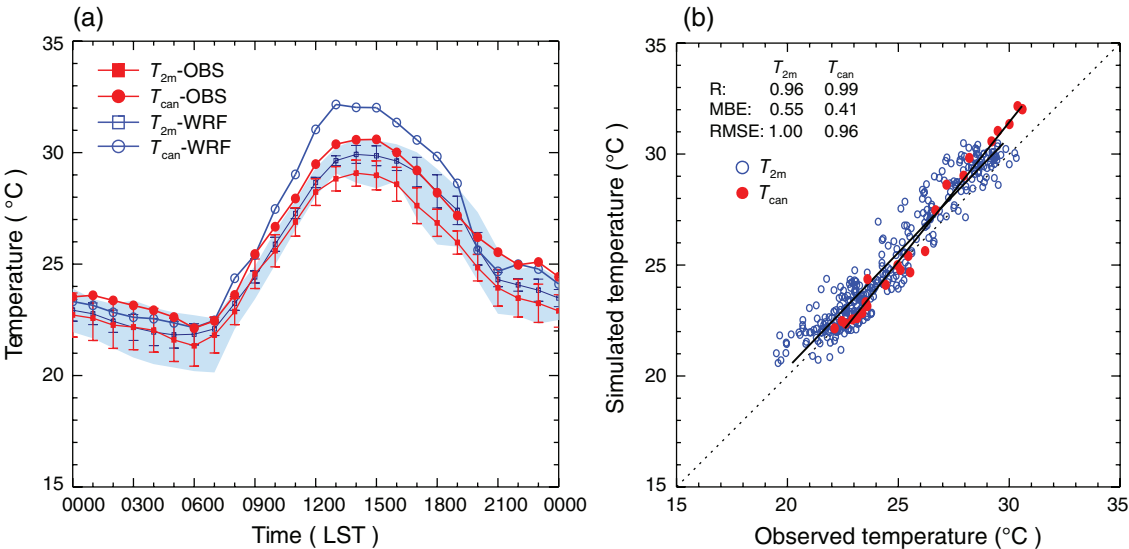 (a)
35
30
25
20
15
Temperature ( °C )
T2m-OBS
Tcan-OBS
T2m-WRF
Tcan-WRF
0000 0300 0600 0900 1200 1500 1800 2100 0000
Time ( LST )
(b)
35
30
25
20
15
Simulated temperature (°C)
T2m Tcan
R: 0.96 0.99
MBE: 0.55 0.41
RMSE: 1.00 0.96
T2m
Tcan
15 20 25 30 35
Observed temperature (°C)